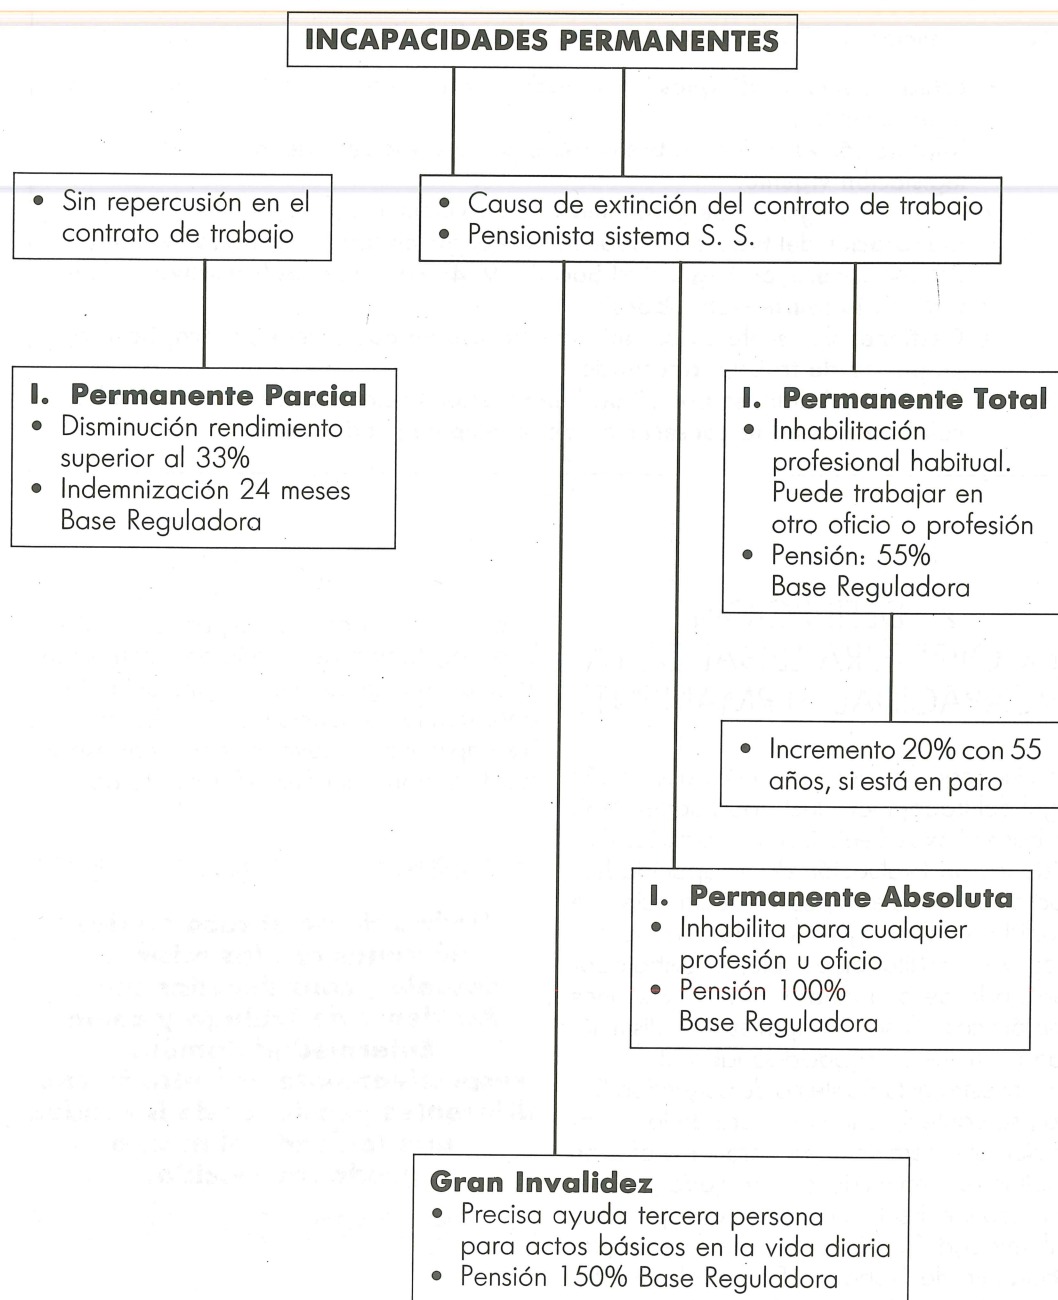 INCAPACIDADES PERMANENTES
• Sin repercusión en el
contrato de trabajo
• Causa de extinción del contrato de trabajo
• Pensionista sistema S. S.
I. Permanente Parcial
• Disminución rendimiento
superior al 33%
• Indemnización 24 meses
Base Reguladora
I. Permanente Total
• Inhabilitación
profesional habitual.
Puede trabajar en
otro oficio o profesión
• Pensión: 55%
Base Reguladora
• Incremento 20% con 55
años, si está en paro
I. Permanente Absoluta
• Inhabilita para cualquier
profesión u oficio
• Pensión 100%
Base Reguladora
Gran Invalidez
• Precisa ayuda tercera persona
para actos básicos en la vida diaria
• Pensión 150% Base Reguladora